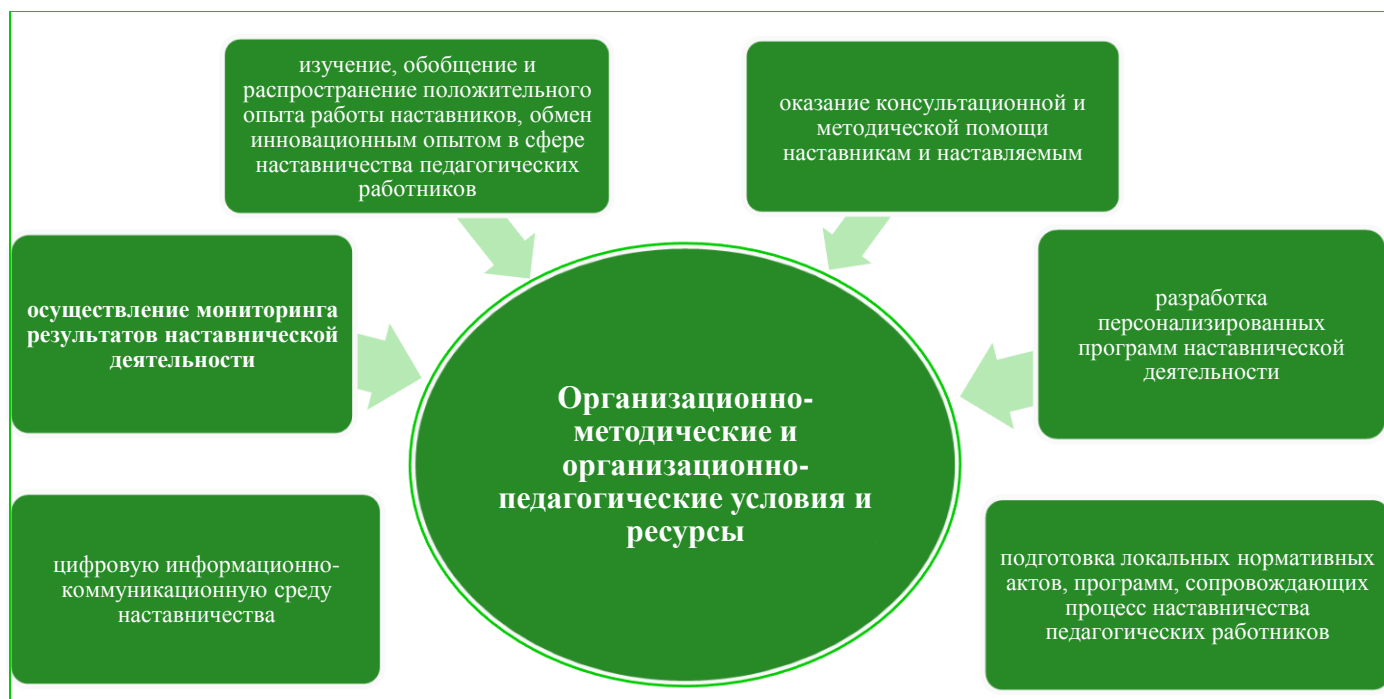 изучение, обобщение и
распространение положительного
опыта работы наставников, обмен
инновационным опытом в сфере
наставничества педагогических
работников
оказание консультационной и
методической помощи
наставникам и наставляемым
осуществление мониторинга
результатов наставнической
деятельности
разработка
персонализированных
программ наставнической
деятельности
Организационно-
методические и
организационно-
педагогические условия и
ресурсы
цифровую информационно-
коммуникационную среду
наставничества
подготовка локальных нормативных
актов, программ, сопровождающих
процесс наставничества
педагогических работников